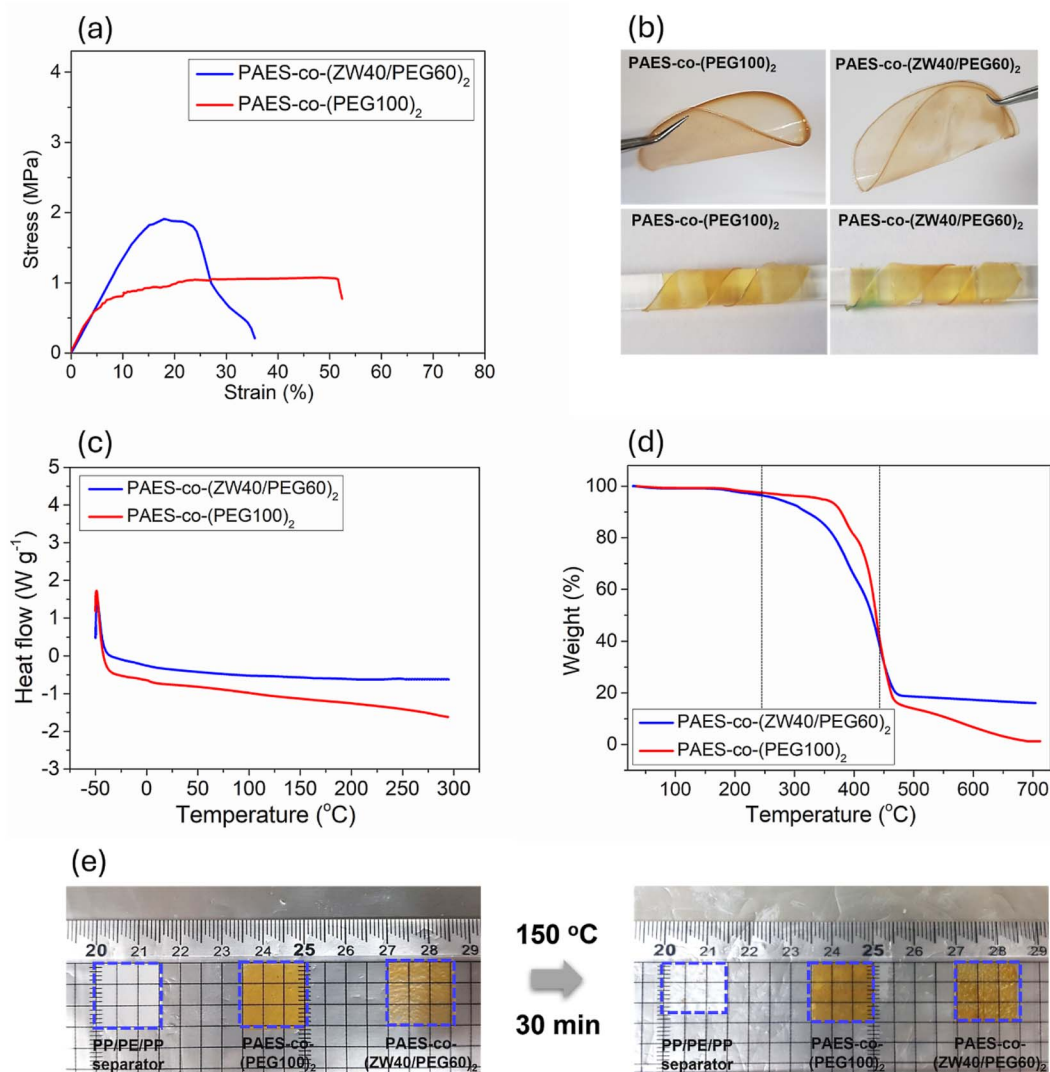 (a)
PAES-co-(ZW40/PEG60)₂
PAES-co-(PEG100)₂
Stress (MPa)
4
3
2
1
0
0 10 20 30 40 50 60 70 80
Strain (%)
(b)
PAES-co-(PEG100)₂
PAES-co-(ZW40/PEG60)₂
PAES-co-(PEG100)₂
PAES-co-(ZW40/PEG60)₂
(c)
PAES-co-(ZW40/PEG60)₂
PAES-co-(PEG100)₂
Heat flow (W g⁻¹)
5
4
3
2
1
0
-1
-2
-3
-50 0 50 100 150 200 250 300
Temperature (°C)
(d)
Weight (%)
100
80
60
40
20
0
PAES-co-(ZW40/PEG60)₂
PAES-co-(PEG100)₂
100 200 300 400 500 600 700
Temperature (°C)
(e)
20 21 23 24 25 27 28 29
PP/PE/PP
separator
PAES-co-
(PEG100)₂
PAES-co-
(ZW40/PEG60)₂
150 °C
30 min
20 21 23 24 25 27 28 29
PP/PE/PP
separator
PAES-co-
(PEG100)₂
PAES-co-
(ZW40/PEG60)₂